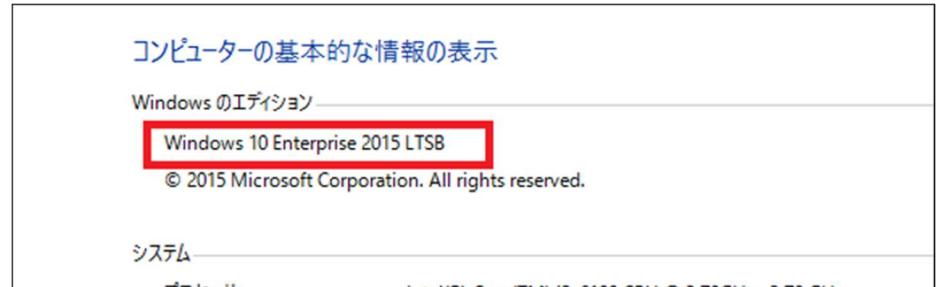 コンピューターの基本的な情報の表示
Windows のエディション
Windows 10 Enterprise 2015 LTSB
© 2015 Microsoft Corporation. All rights reserved.
システム